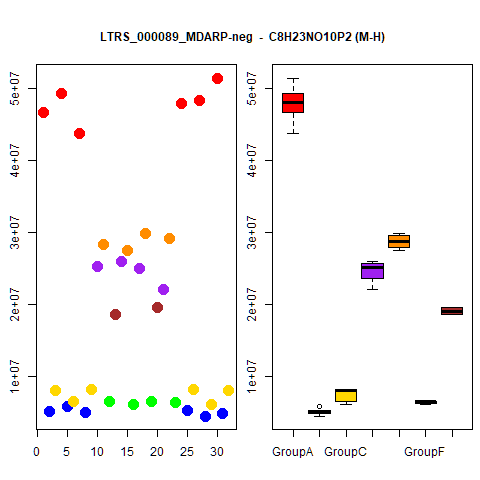 LTRS_000089_MDARP-neg - C8H23NO10P2 (M-H)
5e+07
4e+07
3e+07
2e+07
1e+07
0 5 10 15 20 25 30
5e+07
4e+07
3e+07
2e+07
1e+07
GroupA GroupC GroupF